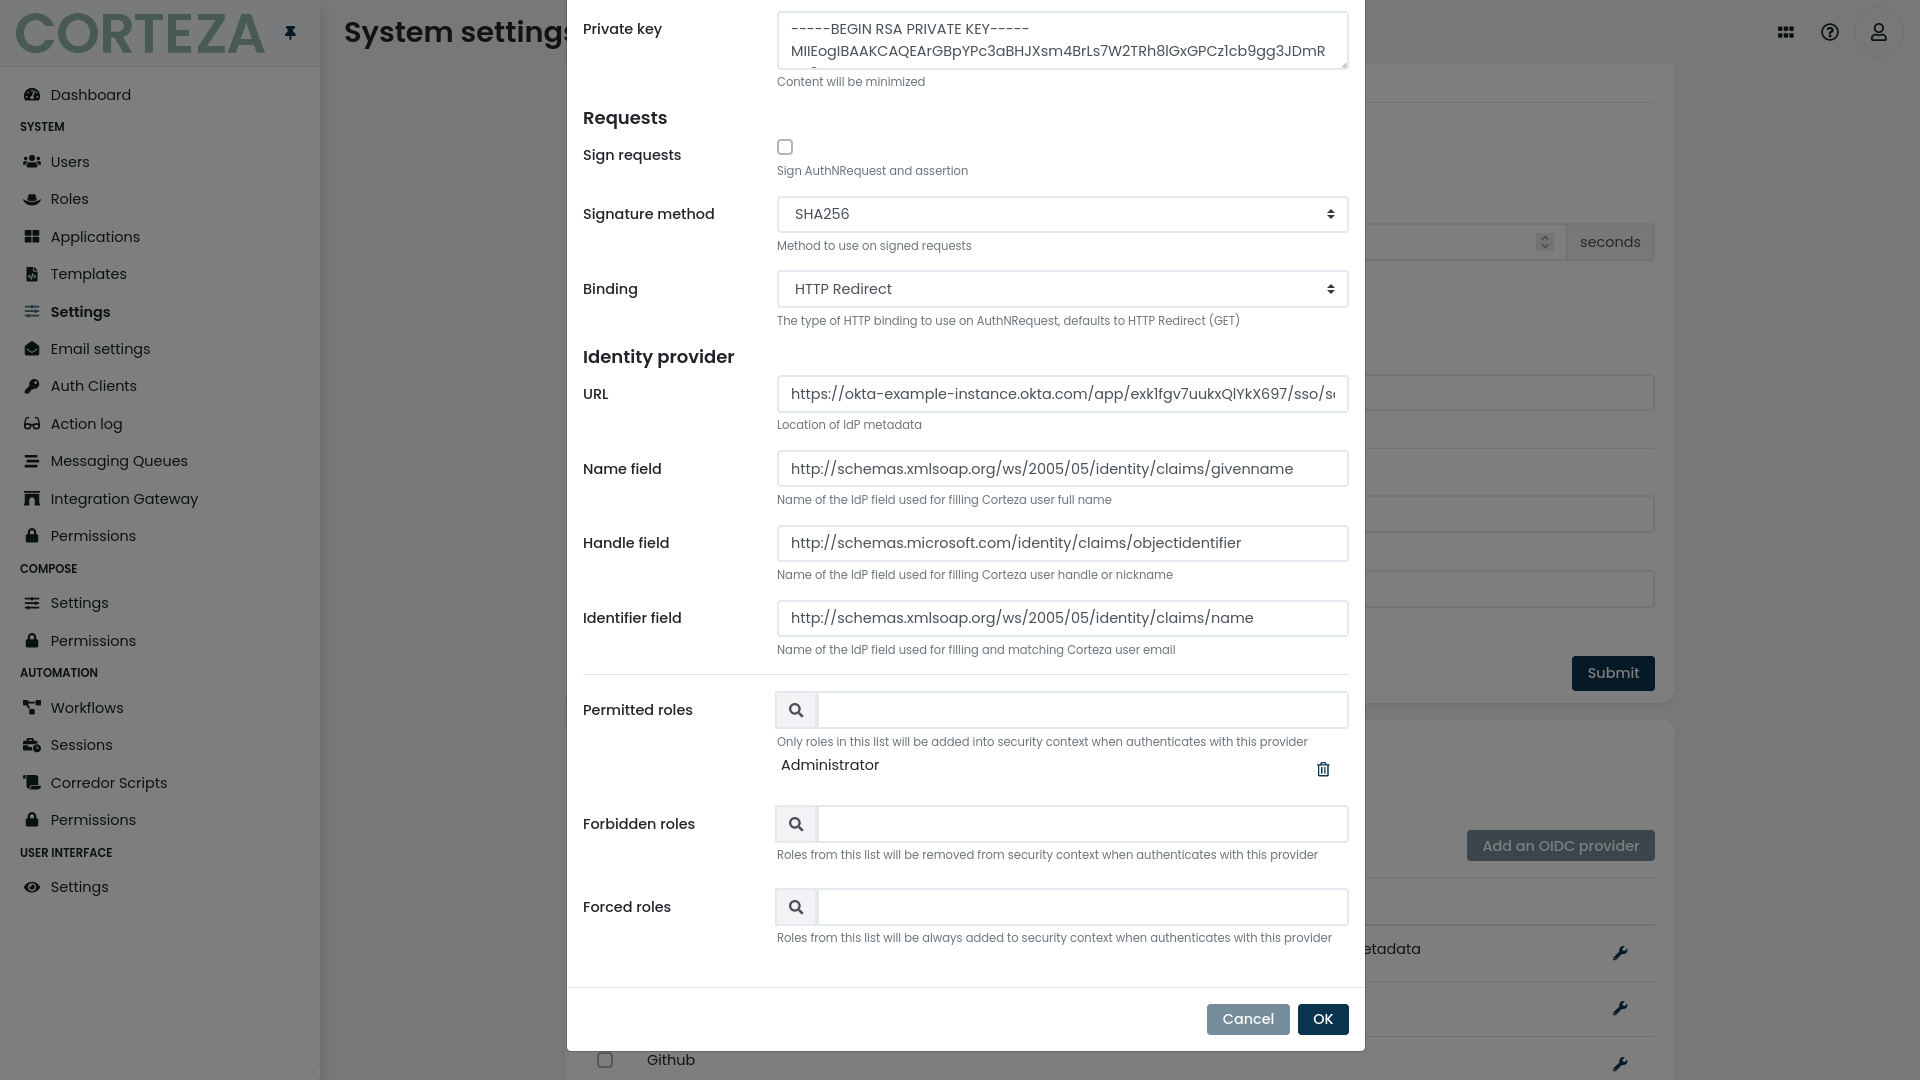 CORTEZA
System settings
Dashboard
SYSTEM
Users
Roles
Applications
Templates
Settings
Email settings
Auth Clients
Action log
Messaging Queues
Integration Gateway
Permissions
COMPOSE
Settings
Permissions
AUTOMATION
Workflows
Sessions
Corredor Scripts
Permissions
USER INTERFACE
Settings
Private key
-----BEGIN RSA PRIVATE KEY-----
MIIEogIBAAKCAQEArGBpYPc3aBHJXsm4BrLs7W2TRh8lGxGPCz1cb9gg3JDmR
Content will be minimized
Requests
Sign requests
Sign AuthNRequest and assertion
Signature method
SHA256
Method to use on signed requests
Binding
HTTP Redirect
The type of HTTP binding to use on AuthNRequest, defaults to HTTP Redirect (GET)
Identity provider
URL
https://okta-example-instance.okta.com/app/exk1fgv7uukxQlYkX697/sso/s
Location of IdP metadata
Name field
http://schemas.xmlsoap.org/ws/2005/05/identity/claims/givenname
Name of the IdP field used for filling Corteza user full name
Handle field
http://schemas.microsoft.com/identity/claims/objectidentifier
Name of the IdP field used for filling Corteza user handle or nickname
Identifier field
http://schemas.xmlsoap.org/ws/2005/05/identity/claims/name
Name of the IdP field used for filling and matching Corteza user email
Permitted roles
Only roles in this list will be added into security context when authenticates with this provider
Administrator
Forbidden roles
Roles from this list will be removed from security context when authenticates with this provider
Forced roles
Roles from this list will be always added to security context when authenticates with this provider
Cancel
OK
seconds
Submit
Add an OIDC provider
etadata
Github